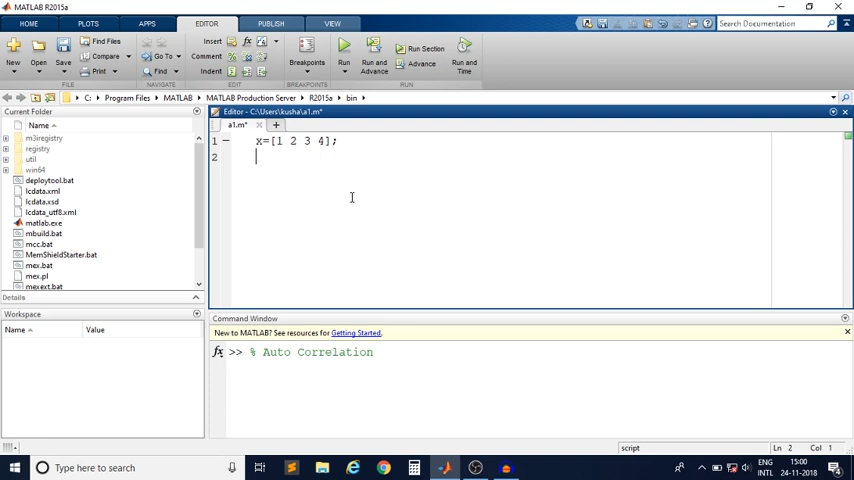 MATLAB R2015a
HOME PLOTS APPS EDITOR PUBLISH VIEW Search Documentation
Find Files Insert fx Run Section
Compare Go To Comment Advance
New Open Save Print Find Indent Breakpoints Run Run and Advance Run and Time
FILE NAVIGATE EDIT BREAKPOINTS RUN
C: Program Files MATLAB MATLAB Production Server R2015a bin
Current Folder
Name
m3iregistry
registry
util
win64
deploytool.bat
lcdata.xml
lcdata.xsd
lcdata_utf8.xml
matlab.exe
mbuild.bat
mcc.bat
MemShieldStarter.bat
mex.bat
mex.pl
mexext.bat
Details
Workspace
Name Value
Editor - C:\Users\kusha\a1.m*
a1.m*
1 x=[1 2 3 4];
2
Command Window
New to MATLAB? See resources for Getting Started.
fx >> % Auto Correlation
script Ln 2 Col 1
Type here to search
ENG INTL
15:00
24-11-2018
4